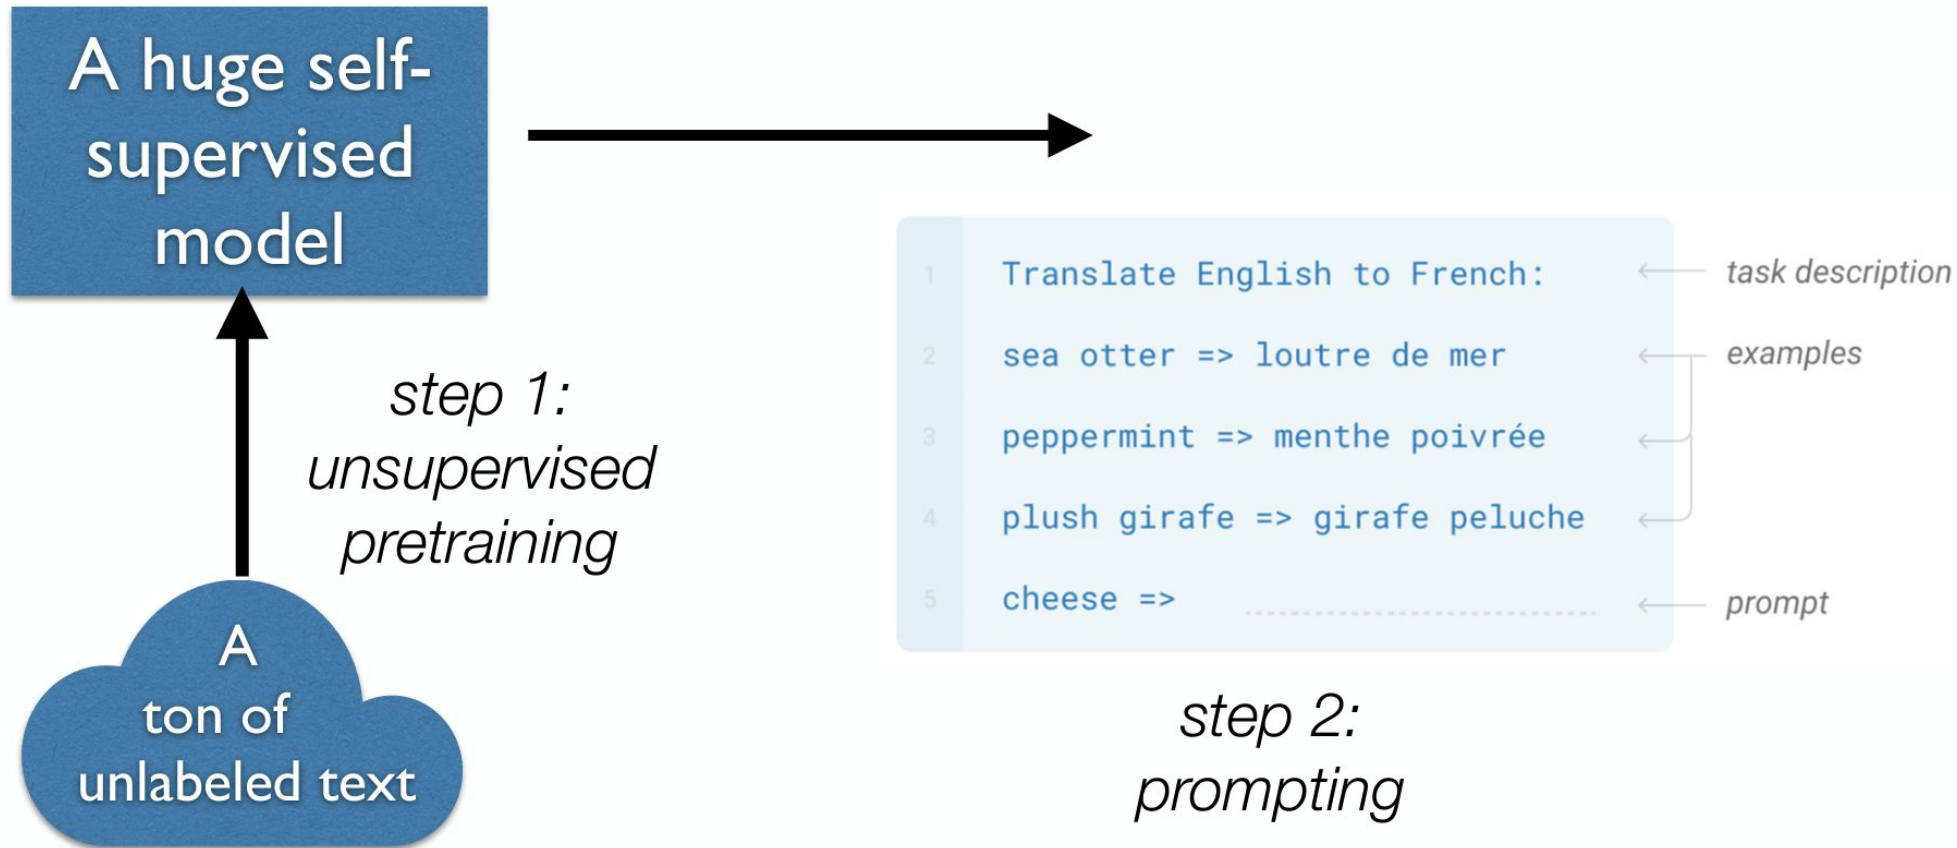 A huge self-
supervised
model
step 1:
unsupervised
pretraining
A
ton of
unlabeled text
1 Translate English to French:
task description
2 sea otter => loutre de mer
examples
3 peppermint => menthe poivrée
4 plush girafe => girafe peluche
5 cheese =>
prompt
step 2:
prompting